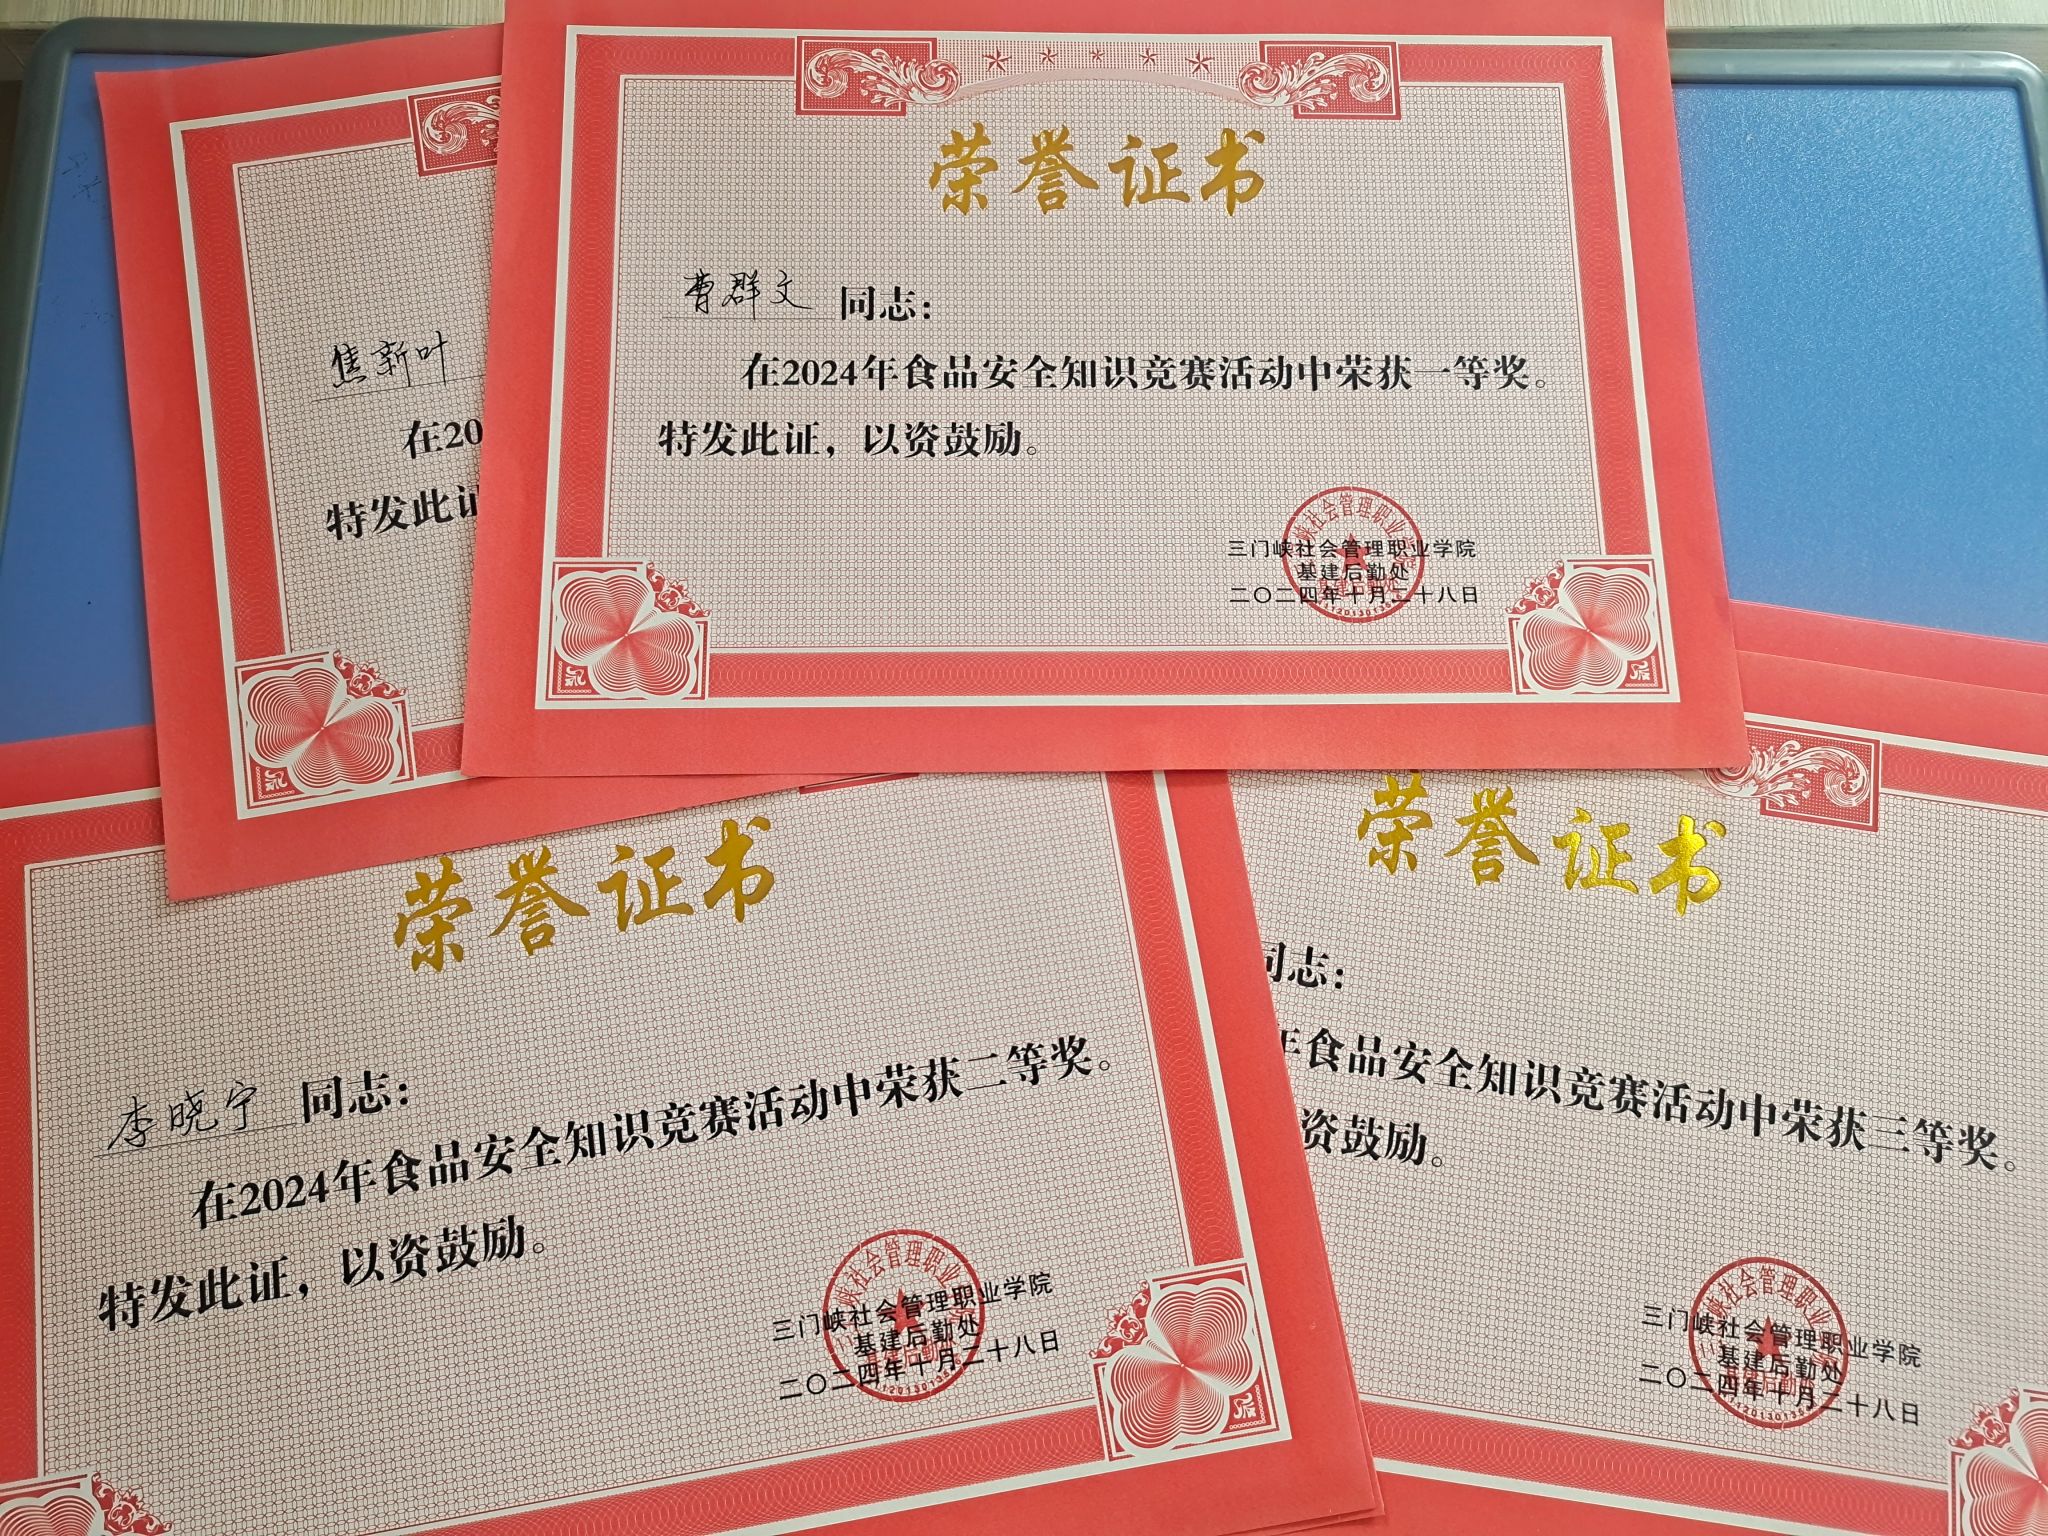 荣誉证书
曹群文 同志：
在2024年食品安全知识竞赛活动中荣获一等奖。
特发此证，以资鼓励。
三门峡社会管理职业学院
基建后勤处
二〇二四年十月二十八日
焦新叶
在20
特发此证
荣誉证书
李晓宁 同志：
在2024年食品安全知识竞赛活动中荣获二等奖。
特发此证，以资鼓励。
三门峡社会管理职业学院
基建后勤处
二〇二四年十月二十八日
荣誉证书
同志：
年食品安全知识竞赛活动中荣获三等奖。
资鼓励。
三门峡社会管理职业学院
基建后勤处
二〇二四年十月二十八日